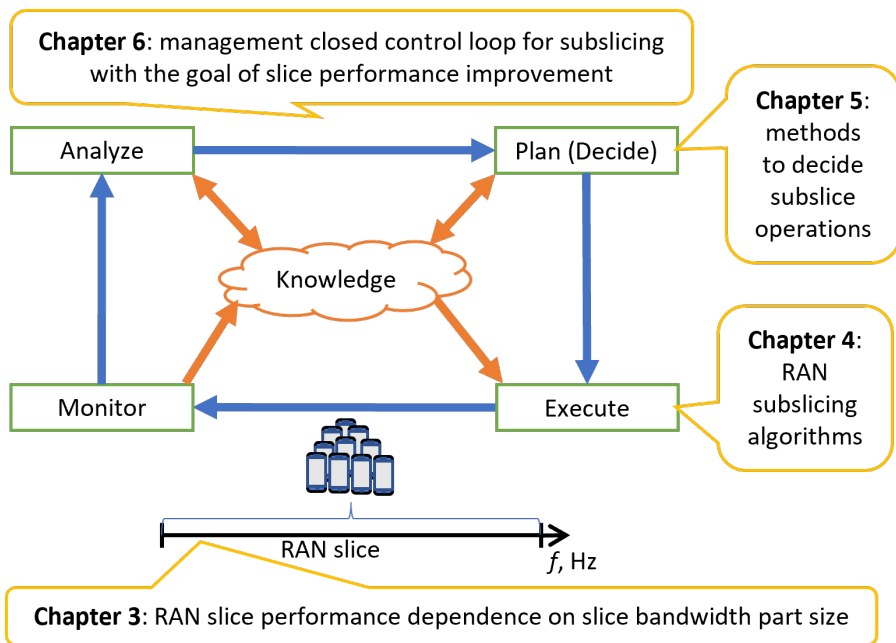 Chapter 6: management closed control loop for subslicing
with the goal of slice performance improvement
Analyze
Plan (Decide)
Chapter 5:
methods
to decide
subslice
operations
Knowledge
Monitor
Execute
Chapter 4:
RAN
subslicing
algorithms
RAN slice
f, Hz
Chapter 3: RAN slice performance dependence on slice bandwidth part size